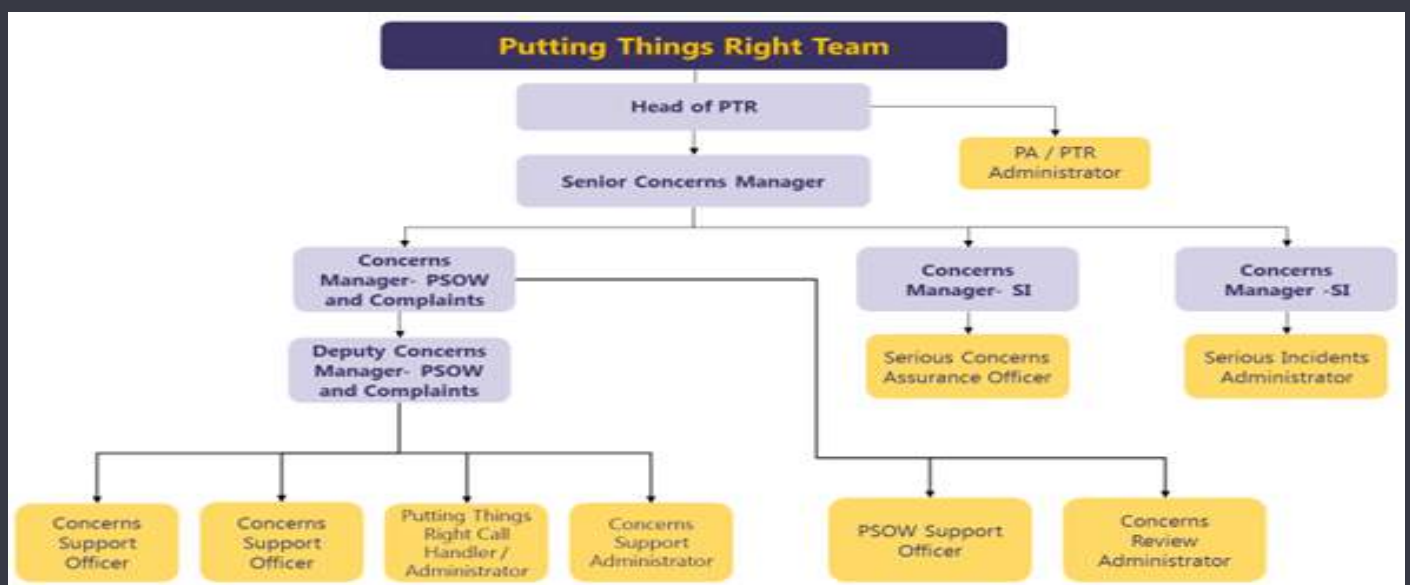 Putting Things Right Team
Head of PTR
PA / PTR
Administrator
Senior Concerns Manager
Concerns
Manager- PSOW
and Complaints
Concerns
Manager- SI
Concerns
Manager -SI
Deputy Concerns
Manager- PSOW
and Complaints
Serious Concerns
Assurance Officer
Serious Incidents
Administrator
Concerns
Support
Officer
Concerns
Support
Officer
Putting Things
Right Call
Handler /
Administrator
Concerns
Support
Administrator
PSOW Support
Officer
Concerns
Review
Administrator